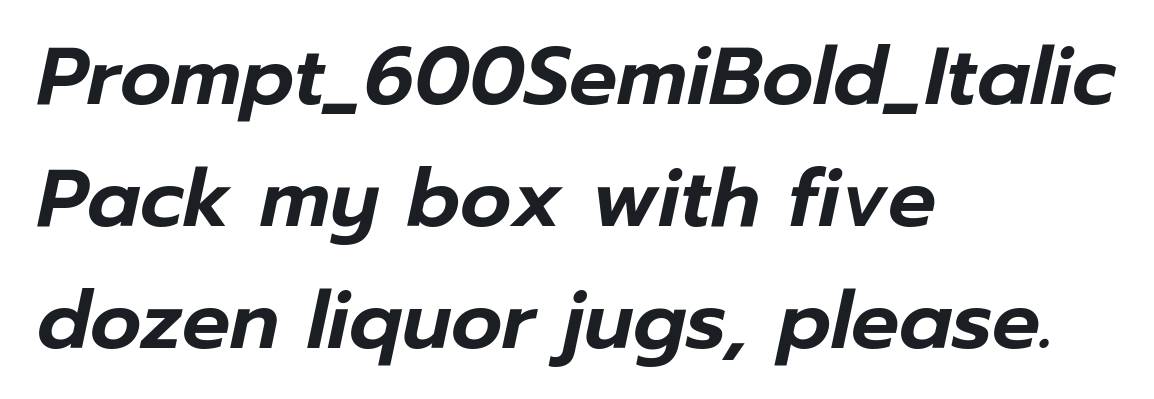 Prompt_600SemiBold_Italic
Pack my box with five
dozen liquor jugs, please.